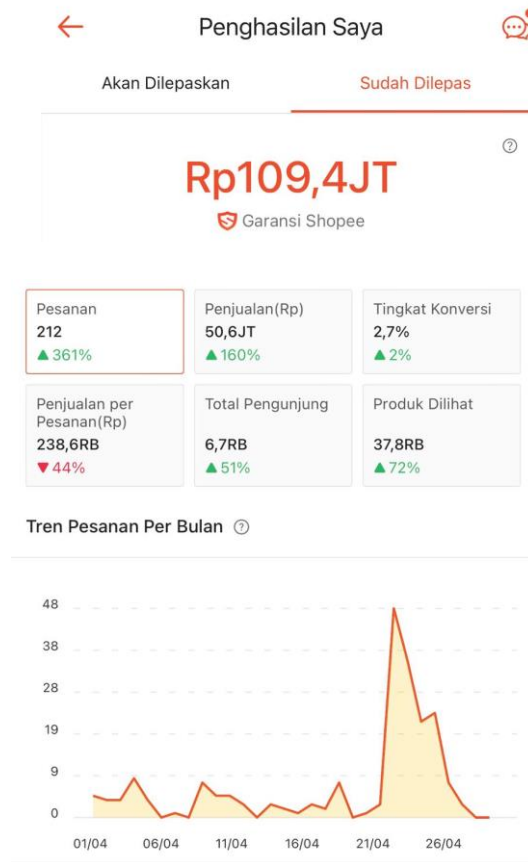 Penghasilan Saya
Akan Dilepaskan
Sudah Dilepas
?
Rp109,4JT
Garansi Shopee
Pesanan
212
▲ 361%
Penjualan(Rp)
50,6JT
▲ 160%
Tingkat Konversi
2,7%
▲ 2%
Penjualan per
Pesanan(Rp)
238,6RB
▼ 44%
Total Pengunjung
6,7RB
▲ 51%
Produk Dilihat
37,8RB
▲ 72%
Tren Pesanan Per Bulan ?
48
38
28
19
9
0
01/04
06/04
11/04
16/04
21/04
26/04